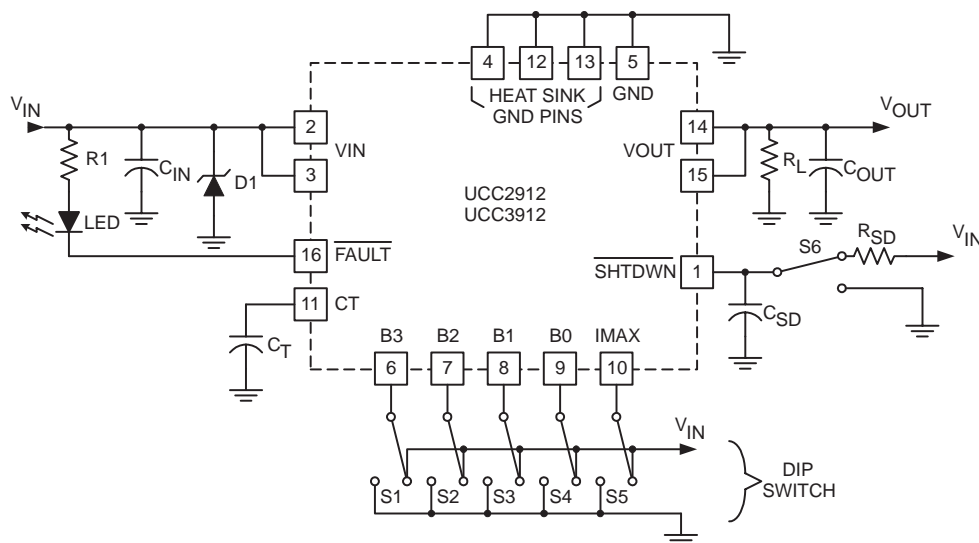 4 12 13 5
HEAT SINK
GND PINS
GND
VIN
R1
CIN
D1
LED
2
3
VIN
16
FAULT
11
CT
CT
UCC2912
UCC3912
14
15
VOUT
VOUT
RL
COUT
SHTDWN
1
S6
RSD
VIN
CSD
B3 B2 B1 B0 IMAX
6 7 8 9 10
VIN
S1 S2 S3 S4 S5
DIP
SWITCH